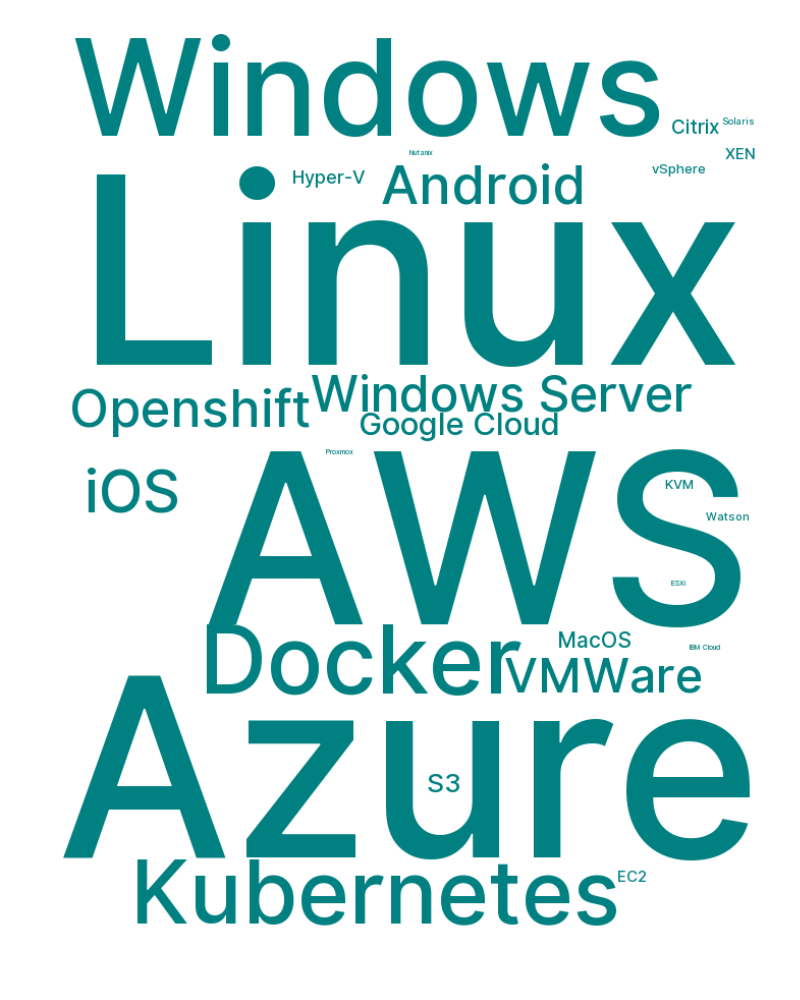 Windows
Citrix
Solaris
Nutanix
XEN
vSphere
Hyper-V
Android
Linux
Openshift
Windows Server
Google Cloud
Proxmox
iOS
AWS
KVM
Watson
ESXi
Docker
MacOS
IBM Cloud
VMWare
Azure
S3
Kubernetes
EC2